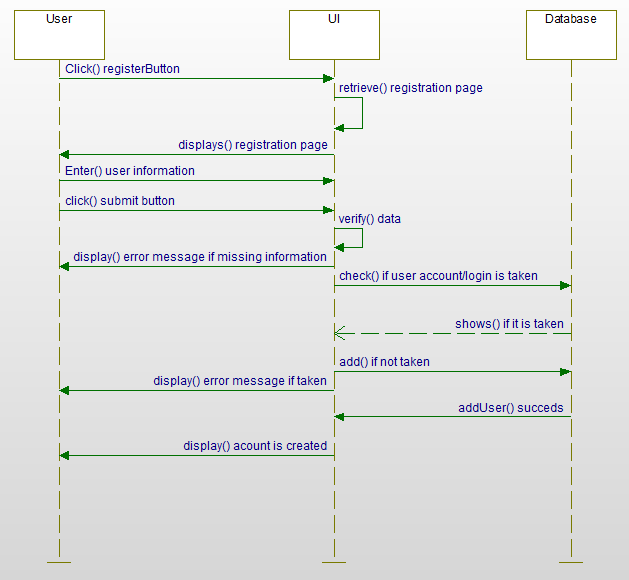 User
UI
Database
Click() registerButton
retrieve() registration page
displays() registration page
Enter() user information
click() submit button
verify() data
display() error message if missing information
check() if user account/login is taken
shows() if it is taken
add() if not taken
display() error message if taken
addUser() succeds
display() acount is created